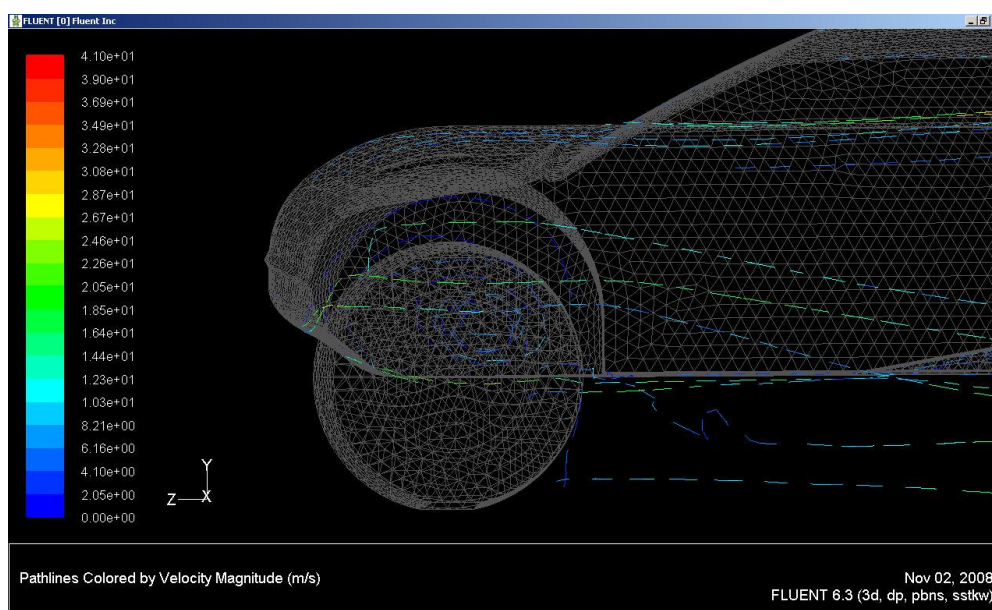 FLUENT [0] Fluent Inc
4.10e+01
3.90e+01
3.69e+01
3.49e+01
3.28e+01
3.08e+01
2.87e+01
2.67e+01
2.46e+01
2.26e+01
2.05e+01
1.85e+01
1.64e+01
1.44e+01
1.23e+01
1.03e+01
8.21e+00
6.16e+00
4.10e+00
2.05e+00
0.00e+00
Y
Z
X
Pathlines Colored by Velocity Magnitude (m/s)
Nov 02, 2008
FLUENT 6.3 (3d, dp, pbns, sstkw)